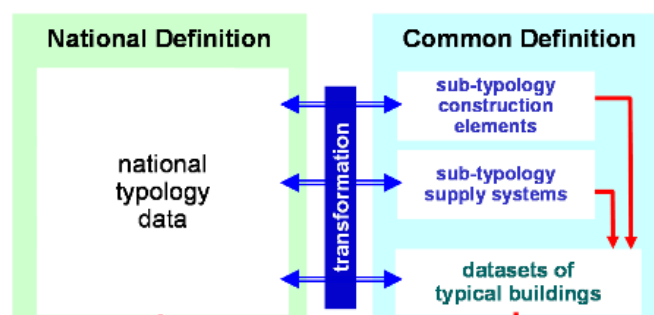 National Definition
national
typology
data
transformation
Common Definition
sub-typology
construction
elements
sub-typology
supply systems
datasets of
typical buildings